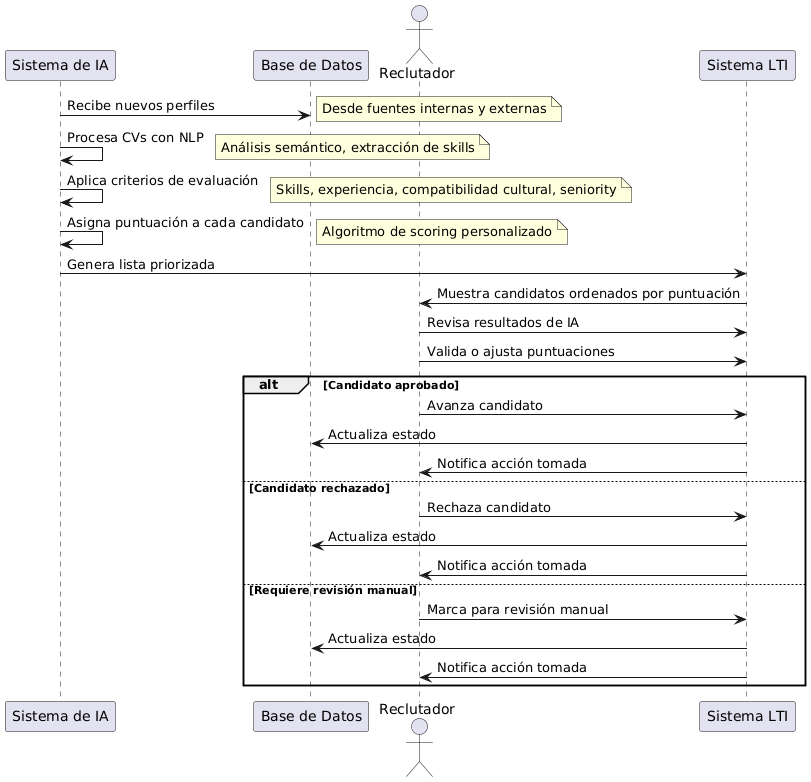 Reclutador
Sistema de IA
Base de Datos
Sistema LTI
Recibe nuevos perfiles
Desde fuentes internas y externas
Procesa CVs con NLP
Análisis semántico, extracción de skills
Aplica criterios de evaluación
Skills, experiencia, compatibilidad cultural, seniority
Asigna puntuación a cada candidato
Algoritmo de scoring personalizado
Genera lista priorizada
Muestra candidatos ordenados por puntuación
Revisa resultados de IA
Valida o ajusta puntuaciones
alt
[Candidato aprobado]
Avanza candidato
Actualiza estado
Notifica acción tomada
[Candidato rechazado]
Rechaza candidato
Actualiza estado
Notifica acción tomada
[Requiere revisión manual]
Marca para revisión manual
Actualiza estado
Notifica acción tomada
Sistema de IA
Base de Datos
Reclutador
Sistema LTI